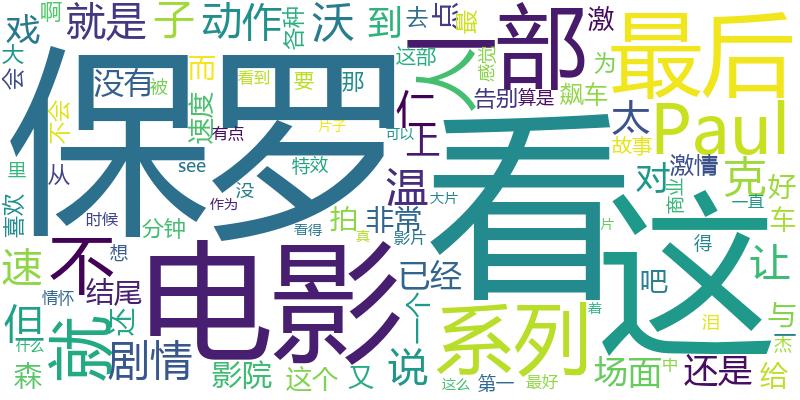 戏
啊
就是
子
动作
各种
沃
到
去
点
最
一部
激
最后
大
会
保罗
没有
被
而
速度
看到
要
那
这部
人
感觉
为
仁
告别
算是
飙车
太
Paul
故事
不会
有点
片子
可以
上
里
从
see
没
特效
看
激情
对
克
商业
一直
好
喜欢
时候
作为
分钟
看得
温
拍
非常
大片
影片
真
这
片
得
车
速
不
想
电影
情怀
结尾
已经
吧
让
但
就
还
着
泪
与
一个
系列
什么
剧情
杰
森
影院
这个
又
说
这么
第一
最好
场面
中
还是
给